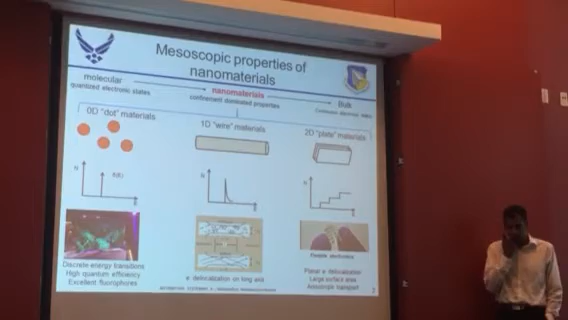 Mesoscopic properties of
nanomaterials
molecular
quantized electronic states
nanomaterials
confinement dominated properties
Bulk
Continuous electronic states
0D "dot" materials
1D "wire" materials
2D "plate" materials
N
N
N
E
E
E
Discrete energy transitions
High quantum efficiency
Excellent fluorophores
e- delocalization on long axis
Flexible electronics
Planar e- delocalization
Large surface area
Anisotropic transport